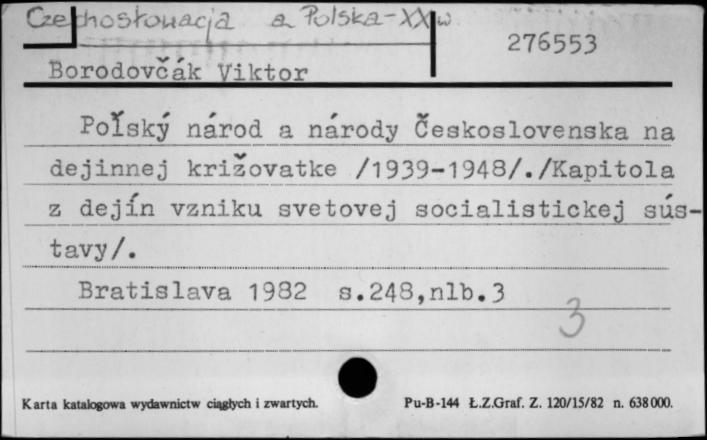 Czechosłowacja a Polska-XX w.
276553
Borodovčák Viktor
Poľský národ a národy Československa na
dejinnej križovatke /1939-1948/./Kapitola
z dejín vzniku svetovej socialistickej sús-
tavy/.
Bratislava 1982 s.248,nlb.3
3
Karta katalogowa wydawnictw ciągłych i zwartych.
Pu-B-144 Ł.Z.Graf. Z. 120/15/82 n. 638000.